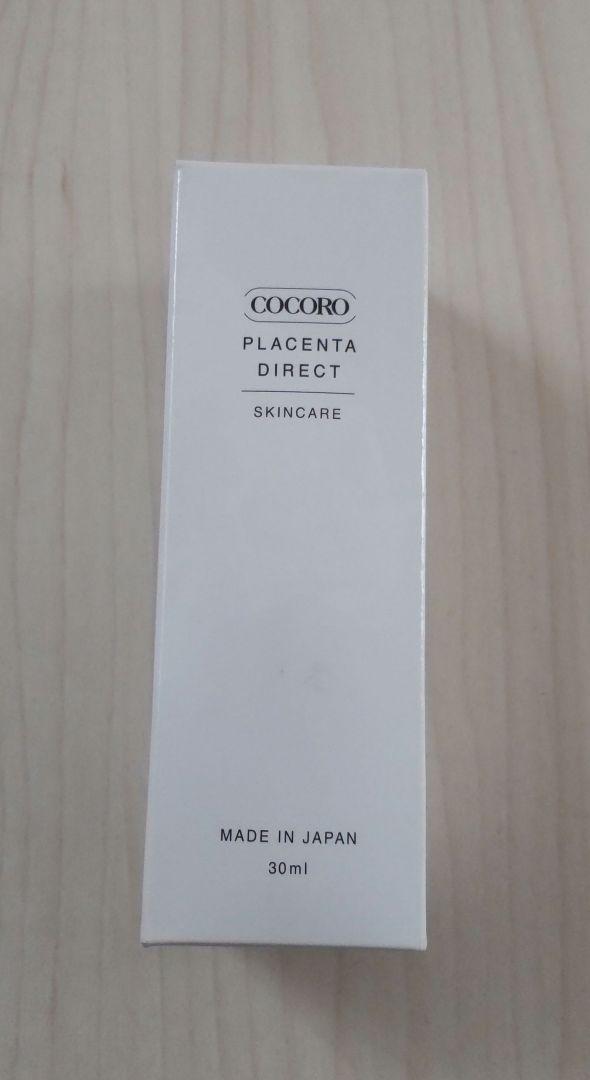 COCORO
PLACENTA
DIRECT
SKINCARE
MADE IN JAPAN
30ml